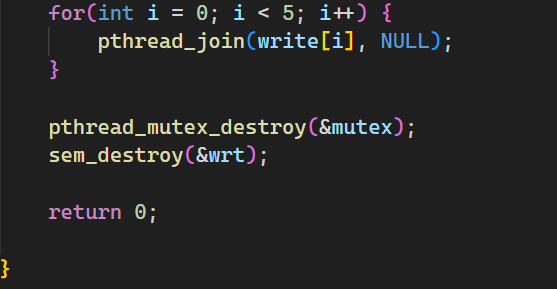 for(int i = 0; i < 5; i++) {
pthread_join(write[i], NULL);
}
pthread_mutex_destroy(&mutex);
sem_destroy(&wrt);
return 0;
}